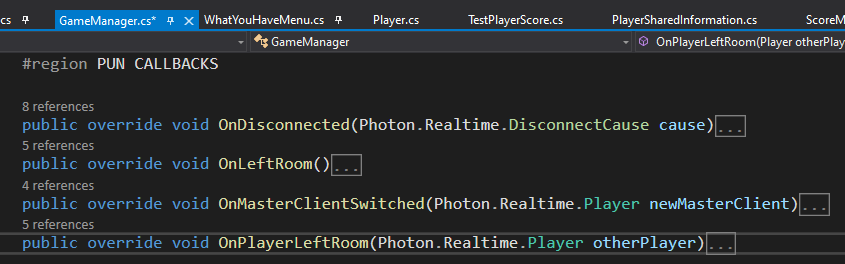 cs GameManager.cs* WhatYouHaveMenu.cs Player.cs TestPlayerScore.cs PlayerSharedInformation.cs ScoreM
GameManager OnPlayerLeftRoom(Player otherPlay
#region PUN CALLBACKS
8 references
public override void OnDisconnected(Photon.Realtime.DisconnectCause cause)...
5 references
public override void OnLeftRoom()...
4 references
public override void OnMasterClientSwitched(Photon.Realtime.Player newMasterClient)...
5 references
public override void OnPlayerLeftRoom(Photon.Realtime.Player otherPlayer)...